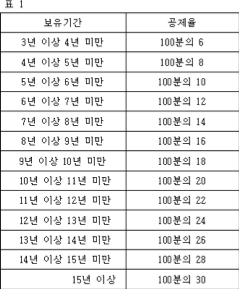 표 1
보유기간 공제율
3년 이상 4년 미만 100분의 6
4년 이상 5년 미만 100분의 8
5년 이상 6년 미만 100분의 10
6년 이상 7년 미만 100분의 12
7년 이상 8년 미만 100분의 14
8년 이상 9년 미만 100분의 16
9년 이상 10년 미만 100분의 18
10년 이상 11년 미만 100분의 20
11년 이상 12년 미만 100분의 22
12년 이상 13년 미만 100분의 24
13년 이상 14년 미만 100분의 26
14년 이상 15년 미만 100분의 28
15년 이상 100분의 30